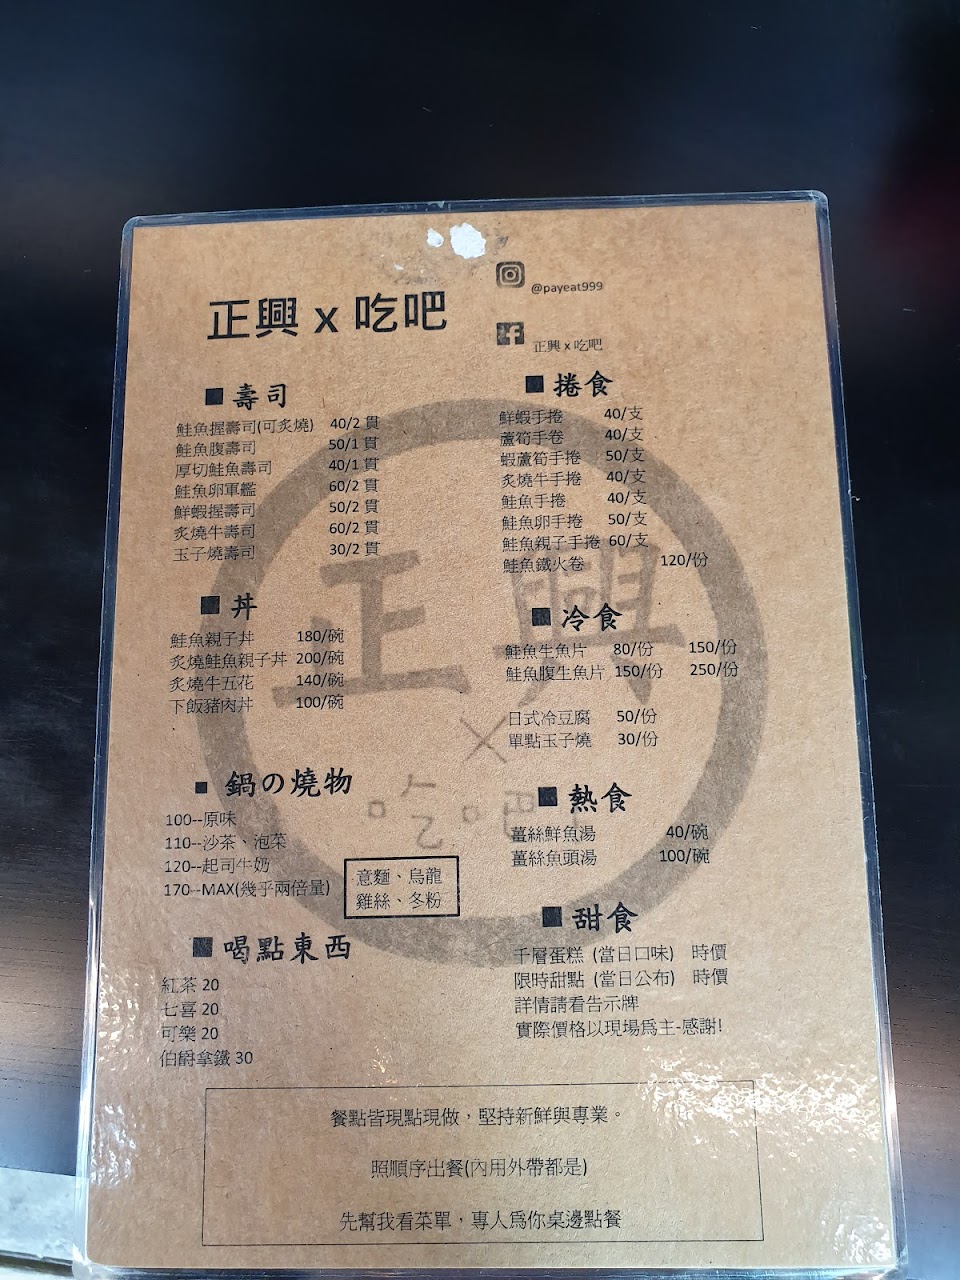 正興 x 吃吧
@payeat999
正興 x 吃吧
■ 壽司
鮭魚握壽司(可炙燒) 40/2 貫
鮭魚腹壽司 50/1 貫
厚切鮭魚壽司 40/1 貫
鮭魚卵軍艦 60/2 貫
鮮蝦握壽司 50/2 貫
炙燒牛壽司 60/2 貫
玉子燒壽司 30/2 貫
■ 丼
鮭魚親子丼 180/碗
炙燒鮭魚親子丼 200/碗
炙燒牛五花 140/碗
下飯豬肉丼 100/碗
■ 鍋の燒物
100--原味
110--沙茶、泡菜
120--起司牛奶
170--MAX(幾乎兩倍量)
意麵、烏龍
雞絲、冬粉
■ 喝點東西
紅茶 20
七喜 20
可樂 20
伯爵拿鐵 30
■ 捲食
鮮蝦手捲 40/支
蘆筍手卷 40/支
蝦蘆筍手捲 50/支
炙燒牛手捲 40/支
鮭魚手捲 40/支
鮭魚卵手捲 50/支
鮭魚親子手捲 60/支
鮭魚鐵火卷 120/份
■ 冷食
鮭魚生魚片 80/份 150/份
鮭魚腹生魚片 150/份 250/份
日式冷豆腐 50/份
單點玉子燒 30/份
■ 熱食
薑絲鮮魚湯 40/碗
薑絲魚頭湯 100/碗
■ 甜食
千層蛋糕 (當日口味) 時價
限時甜點 (當日公布) 時價
詳情請看告示牌
實際價格以現場為主-感謝!
正興
x
吃吧
餐點皆現點現做，堅持新鮮與專業。
照順序出餐(內用外帶都是)
先幫我看菜單，專人為你桌邊點餐